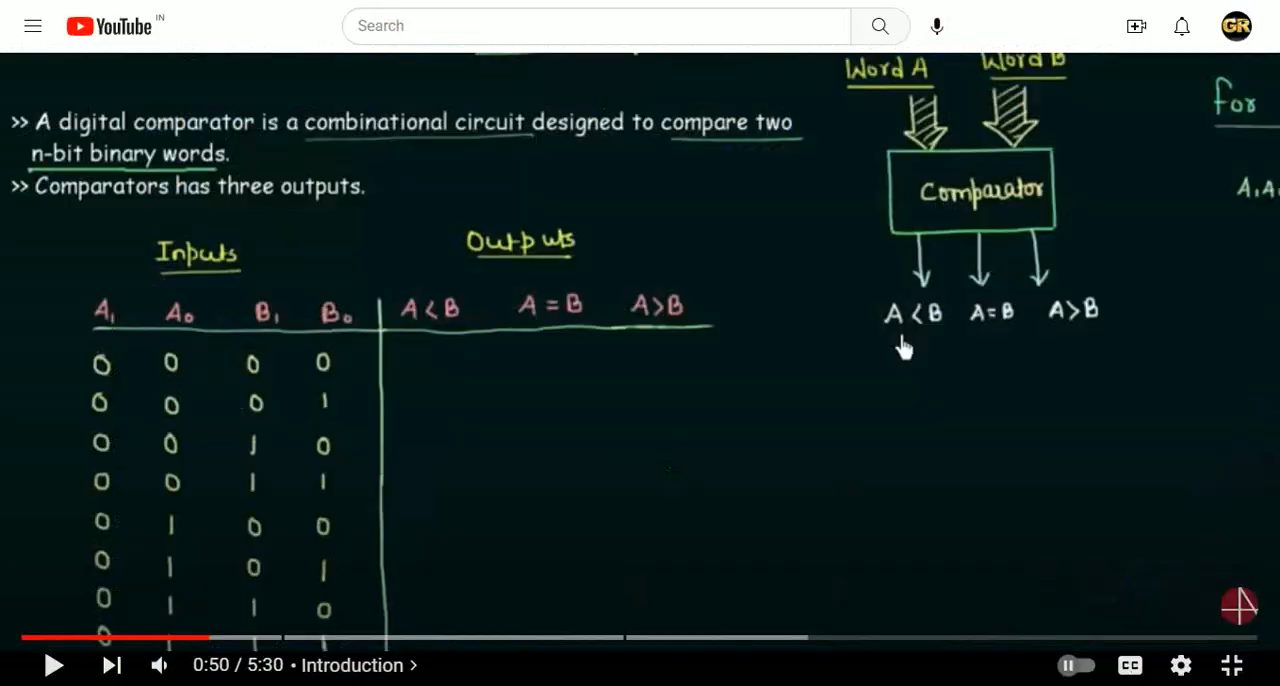 YouTube IN
Search
GR
Word A Word B
for
>> A digital comparator is a combinational circuit designed to compare two
n-bit binary words.
>> Comparators has three outputs.
Comparator
A₁A₀
Inputs Outputs
A₁ A₀ B₁ B₀ A<B A=B A>B
A<B A=B A>B
0 0 0 0
0 0 0 1
0 0 1 0
0 0 1 1
0 1 0 0
0 1 0 1
0 1 1 0
0:50 / 5:30 • Introduction >
CC